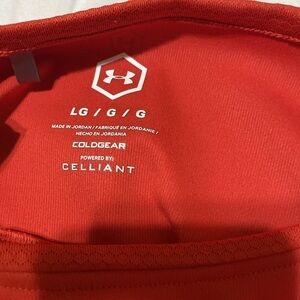 LG / G / G
MADE IN JORDAN / FABRIQUÉ EN JORDANIE /
HECHO EN JORDANIA
COLDGEAR
POWERED BY:
CELLIANT